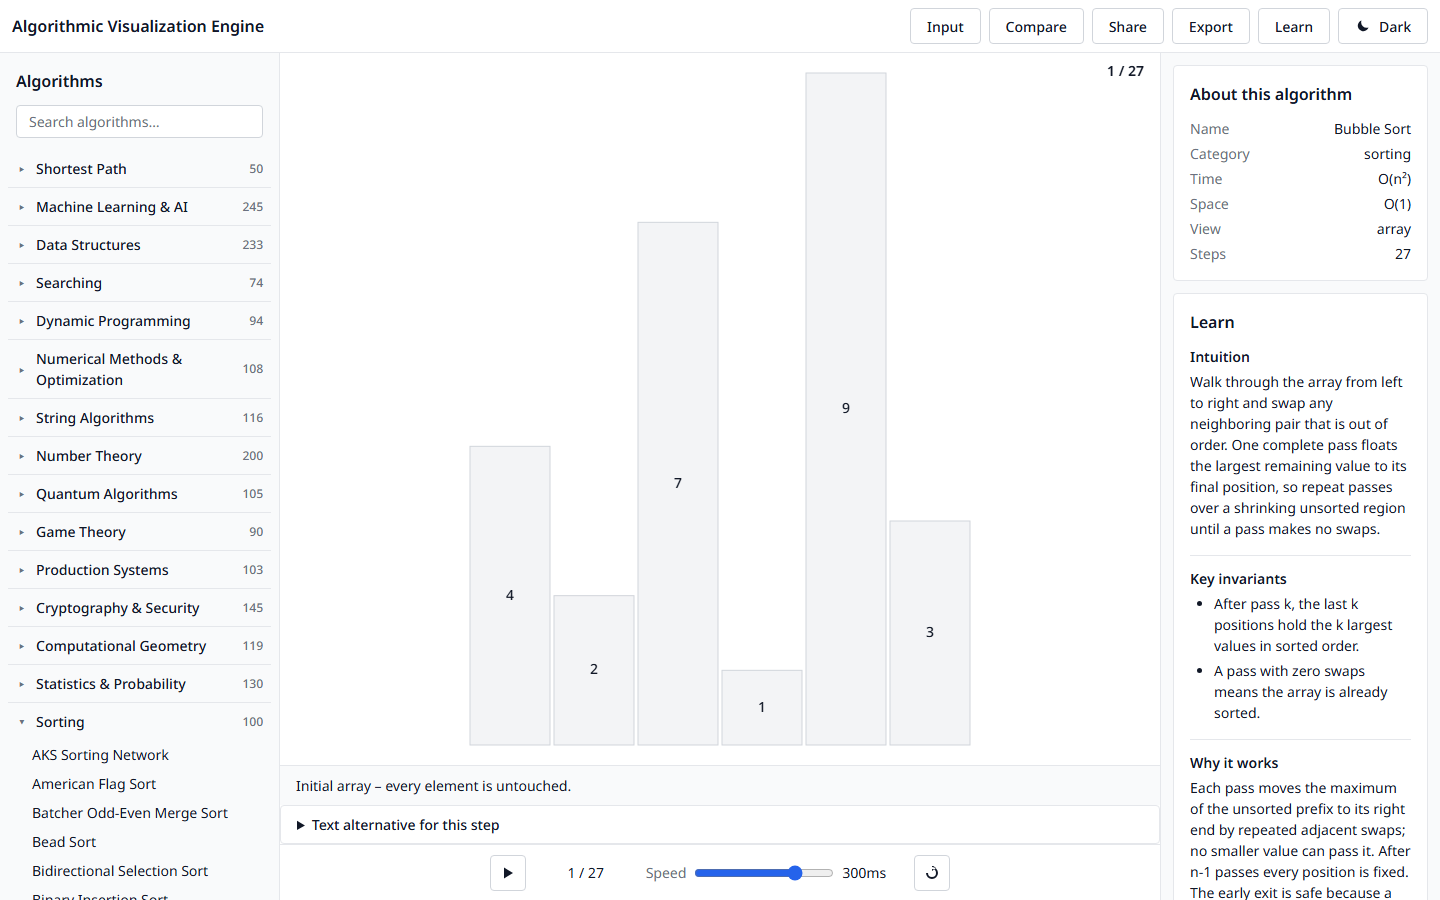 Algorithmic Visualization Engine
Input
Compare
Share
Export
Learn
Dark
Algorithms
Search algorithms...
Shortest Path 50
Machine Learning & AI 245
Data Structures 233
Searching 74
Dynamic Programming 94
Numerical Methods &
Optimization 108
String Algorithms 116
Number Theory 200
Quantum Algorithms 105
Game Theory 90
Production Systems 103
Cryptography & Security 145
Computational Geometry 119
Statistics & Probability 130
Sorting 100
AKS Sorting Network
American Flag Sort
Batcher Odd-Even Merge Sort
Bead Sort
Bidirectional Selection Sort
Binary Insertion Sort
1 / 27
4
2
7
1
9
3
Initial array – every element is untouched.
Text alternative for this step
1 / 27
Speed
300ms
About this algorithm
Name Bubble Sort
Category sorting
Time O(n²)
Space O(1)
View array
Steps 27
Learn
Intuition
Walk through the array from left
to right and swap any
neighboring pair that is out of
order. One complete pass floats
the largest remaining value to its
final position, so repeat passes
over a shrinking unsorted region
until a pass makes no swaps.
Key invariants
• After pass k, the last k
positions hold the k largest
values in sorted order.
• A pass with zero swaps
means the array is already
sorted.
Why it works
Each pass moves the maximum
of the unsorted prefix to its right
end by repeated adjacent swaps;
no smaller value can pass it. After
n-1 passes every position is fixed.
The early exit is safe because a